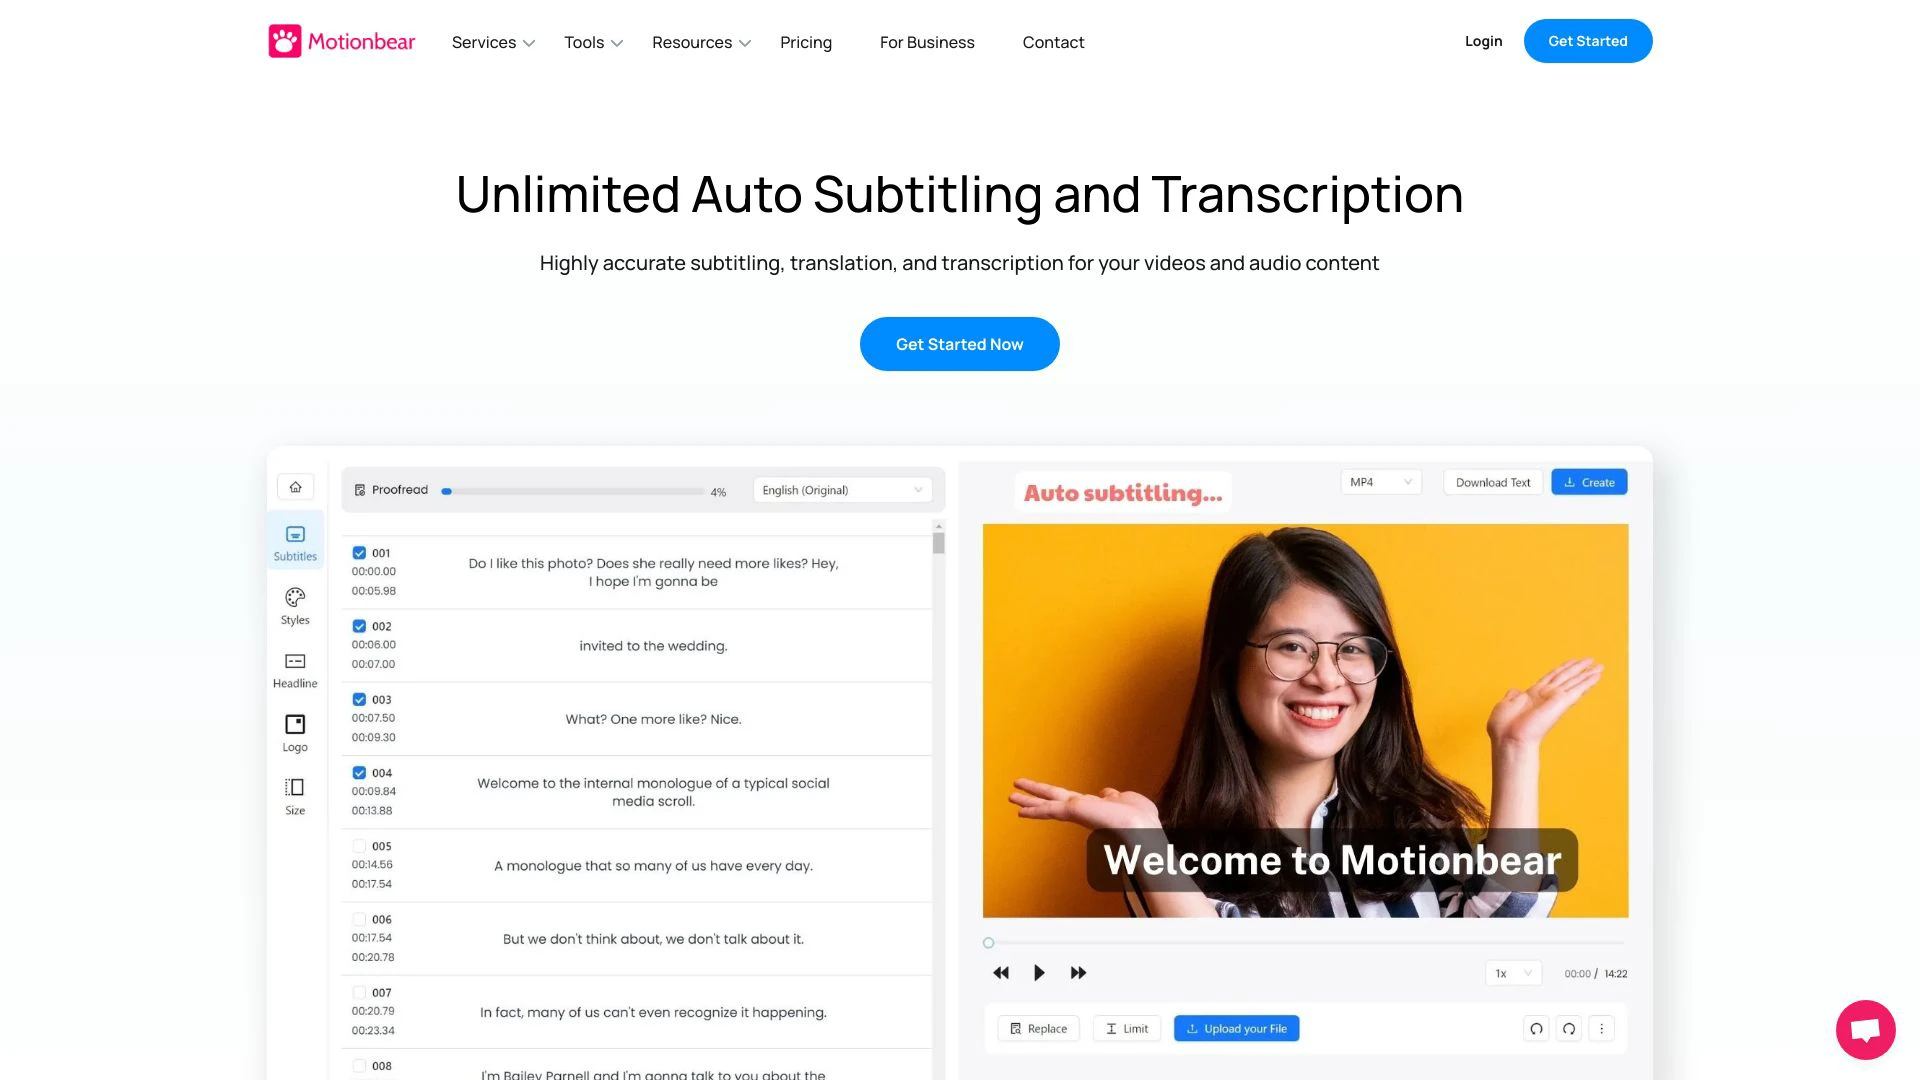 Motionbear
Services
Tools
Resources
Pricing
For Business
Contact
Login
Get Started
Unlimited Auto Subtitling and Transcription
Highly accurate subtitling, translation, and transcription for your videos and audio content
Get Started Now
Subtitles
Styles
Headline
Logo
Size
Proofread
4%
English (Original)
001
00:00.00
00:05.98
Do I like this photo? Does she really need more likes? Hey,
I hope I'm gonna be
002
00:06.00
00:07.00
invited to the wedding.
003
00:07.50
00:09.30
What? One more like? Nice.
004
00:09.84
00:13.88
Welcome to the internal monologue of a typical social
media scroll.
005
00:14.56
00:17.54
A monologue that so many of us have every day.
006
00:17.54
00:20.78
But we don't think about, we don't talk about it.
007
00:20.79
00:23.34
In fact, many of us can't even recognize it happening.
008
I'm Bailey Parnell and I'm gonna talk to you about the
Auto subtitling...
MP4
Download Text
Create
Welcome to Motionbear
1x
00:00 / 14:22
Replace
Limit
Upload your File